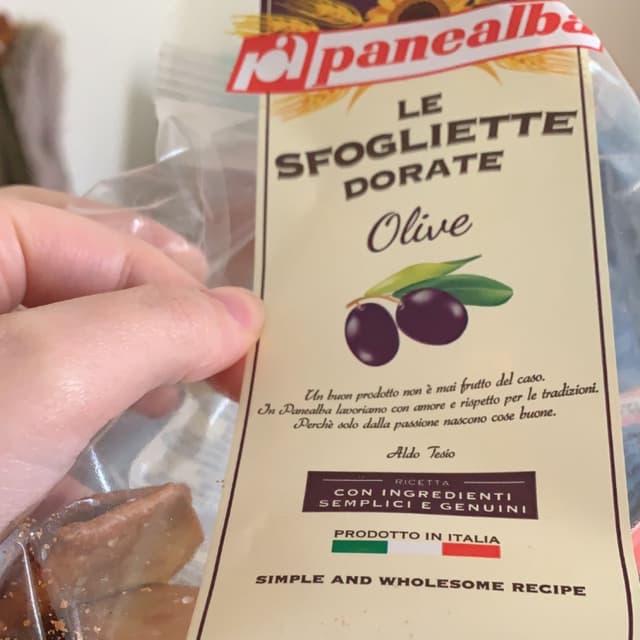 panealba
LE
SFOGLIETTE
DORATE
Olive
Un buon prodotto non è mai frutto del caso.
In Panealba lavoriamo con amore e rispetto per le tradizioni.
Perchè solo dalla passione nascono cose buone.
Aldo Tesio
RICETTA
CON INGREDIENTI
SEMPLICI E GENUINI
PRODOTTO IN ITALIA
SIMPLE AND WHOLESOME RECIPE